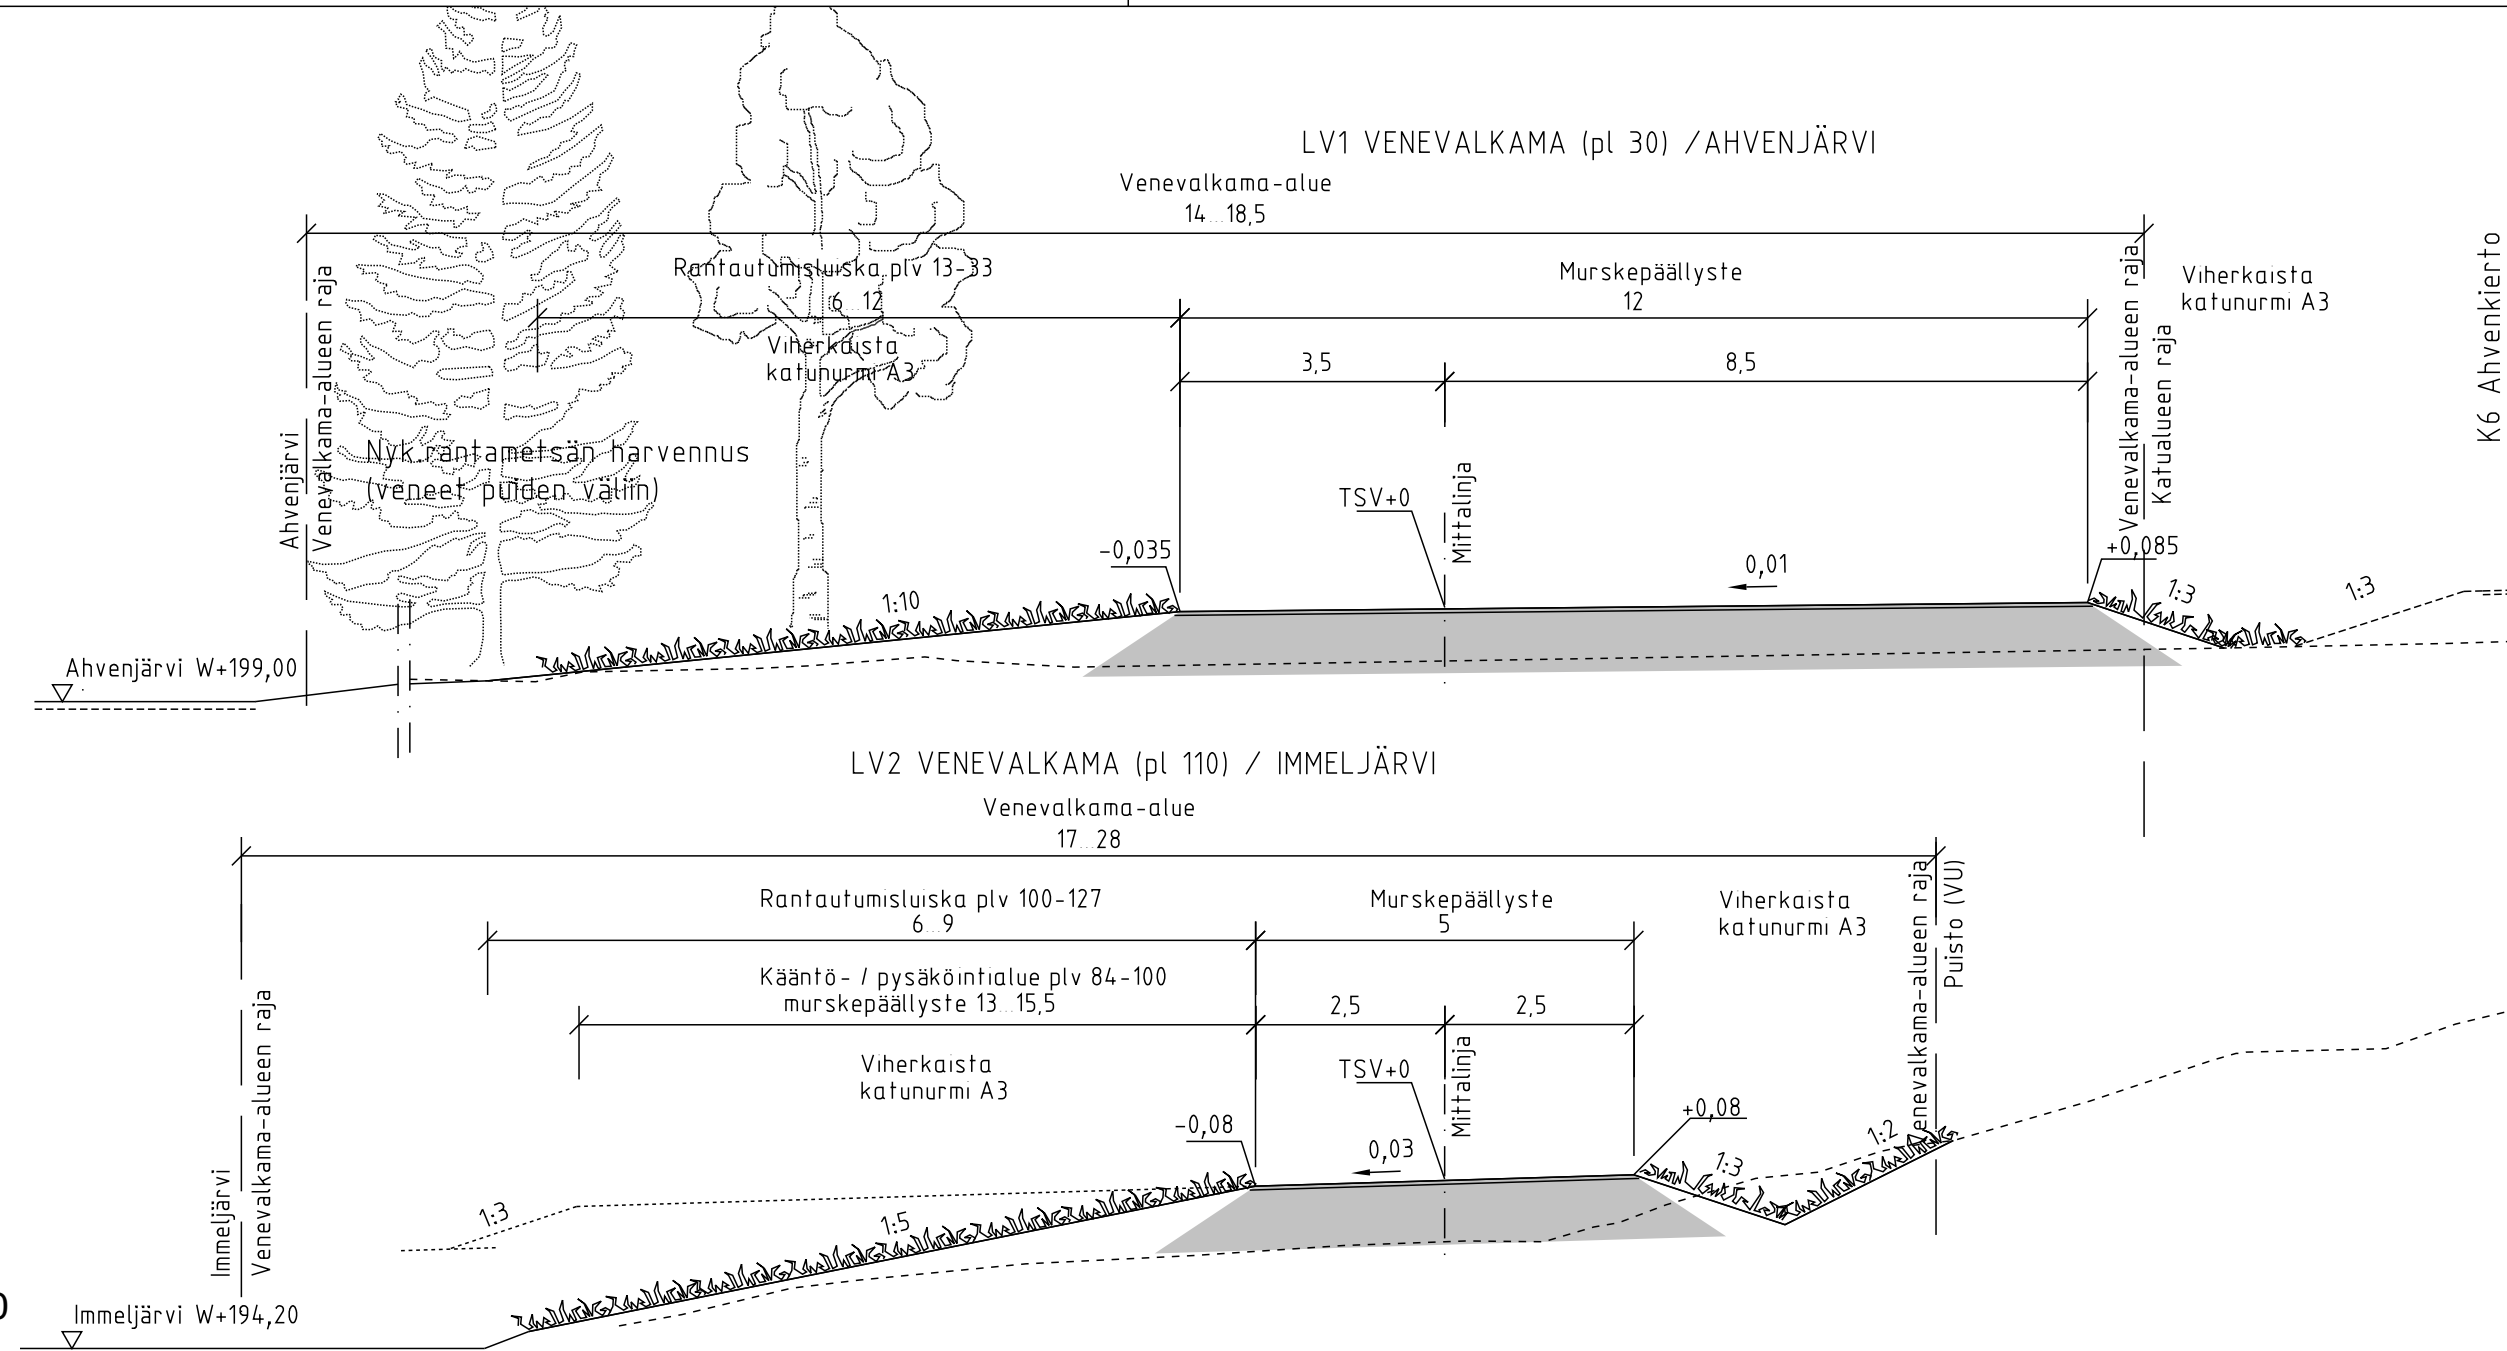 LV1 VENEVALKAMA (pl 30) /AHVENJÄRVI
Venevalkama-alue
14...18,5
Rantautumisluiska plv 13-33
6...12
Murskepäällyste
12
Viherkaista
katunurmi A3
Viherkaista
katunurmi A3
3,5
8,5
Nyk.rantametsän harvennus
(veneet puiden väliin)
Ahvenjärvi
Venevalkama-alueen raja
Venevalkama-alueen raja
Katualueen raja
K6 Ahvenkierto
TSV+0
Mittalinja
-0,035
0,01
+0,085
1:10
1:3
1:3
Ahvenjärvi W+199,00
LV2 VENEVALKAMA (pl 110) / IMMELJÄRVI
Venevalkama-alue
17...28
Rantautumisluiska plv 100-127
6...9
Murskepäällyste
5
Viherkaista
katunurmi A3
Kääntö- / pysäköintialue plv 84-100
murskepäällyste 13...15,5
2,5
2,5
Viherkaista
katunurmi A3
Immeljärvi
Venevalkama-alueen raja
Venevalkama-alueen raja
Puisto (VU)
TSV+0
Mittalinja
-0,08
0,03
+0,08
1:3
1:5
1:3
1:2
Immeljärvi W+194,20